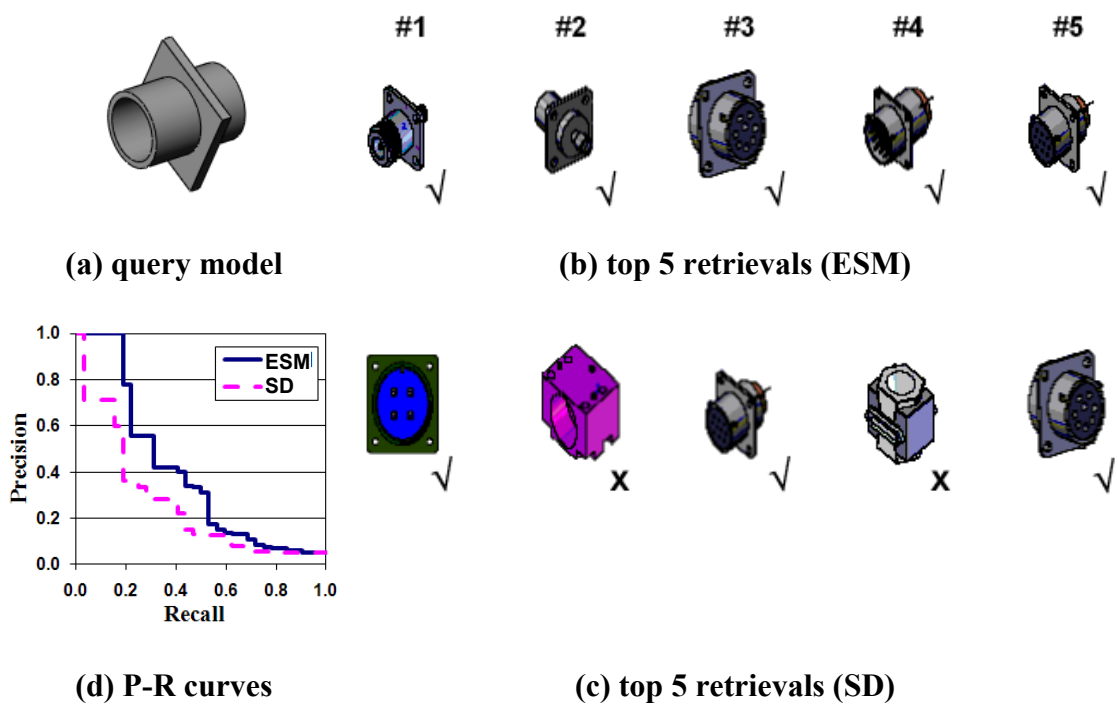 #1 #2 #3 #4 #5
√ √ √ √ √
(a) query model (b) top 5 retrievals (ESM)
1.0
0.8
0.6
0.4
0.2
0.0
Precision
ESM
SD
0.0 0.2 0.4 0.6 0.8 1.0
Recall
√ X √ X √
(d) P-R curves (c) top 5 retrievals (SD)